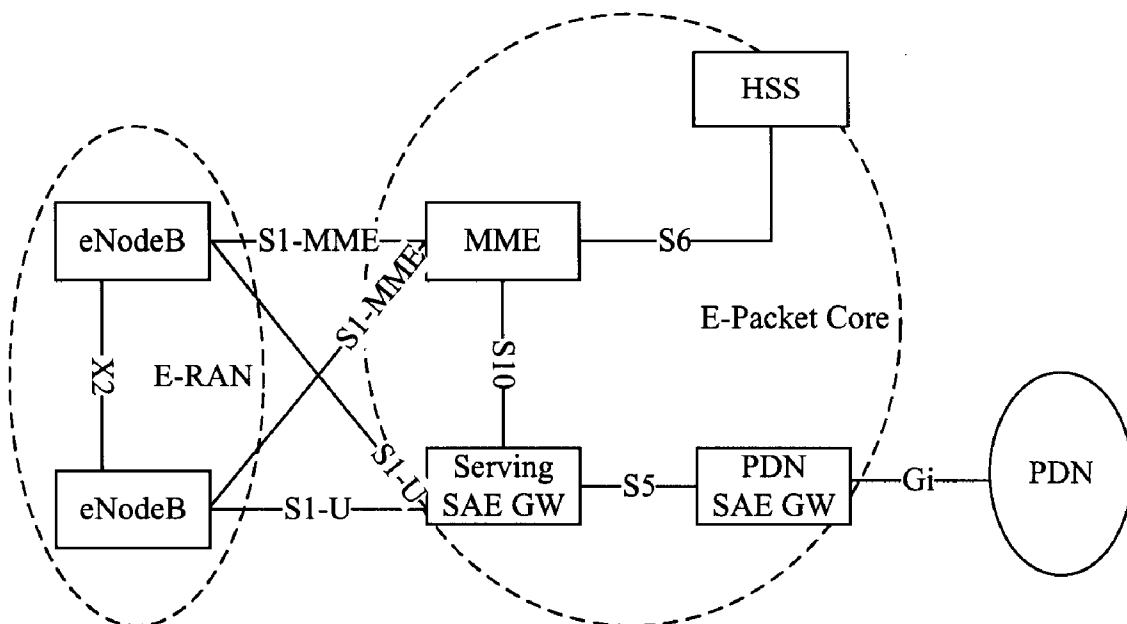 HSS
eNodeB
S1-MME
MME
S6
S1-MME
E-Packet Core
X2
E-RAN
S10
S1-U
eNodeB
S1-U
Serving
SAE GW
S5
PDN
SAE GW
Gi
PDN